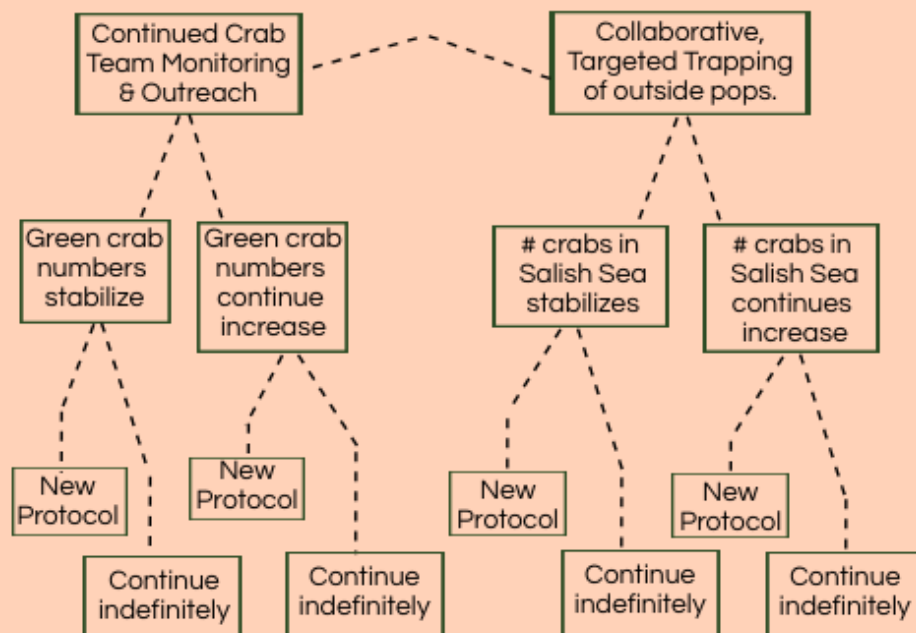 Continued Crab
Team Monitoring
& Outreach
Collaborative,
Targeted Trapping
of outside pops.
Green crab
numbers
stabilize
Green crab
numbers
continue
increase
# crabs in
Salish Sea
stabilizes
# crabs in
Salish Sea
continues
increase
New
Protocol
New
Protocol
New
Protocol
New
Protocol
Continue
indefinitely
Continue
indefinitely
Continue
indefinitely
Continue
indefinitely